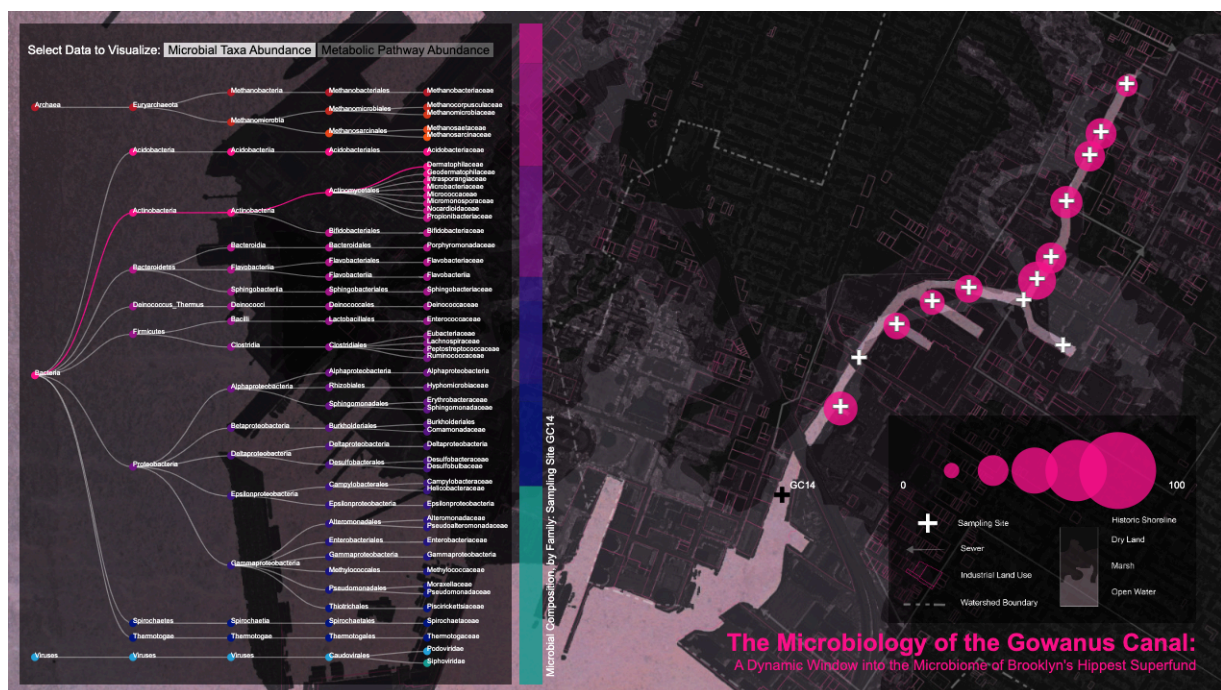 Select Data to Visualize: Microbial Taxa Abundance Metabolic Pathway Abundance
Archaea
Euryarchaeota
Methanobacteria
Methanobacteriales
Methanobacteriaceae
Methanomicrobia
Methanomicrobiales
Methanocorpusculaceae
Methanomicrobiaceae
Methanosarcinales
Methanosaetaceae
Methanosarcinaceae
Bacteria
Acidobacteria
Acidobacteriia
Acidobacteriales
Acidobacteriaceae
Actinobacteria
Actinobacteria
Actinomycetales
Dermatophilaceae
Geodermatophilaceae
Intrasporangiaceae
Microbacteriaceae
Micrococcaceae
Micromonosporaceae
Nocardioidaceae
Propionibacteriaceae
Bifidobacteriales
Bifidobacteriaceae
Bacteroidetes
Bacteroidia
Bacteroidales
Porphyromonadaceae
Flavobacteriia
Flavobacteriales
Flavobacteriaceae
Flavobacteriia
Flavobacteriia
Sphingobacteriia
Sphingobacteriales
Sphingobacteriaceae
Deinococcus_Thermus
Deinococci
Deinococcales
Deinococcaceae
Firmicutes
Bacilli
Lactobacillales
Enterococcaceae
Clostridia
Clostridiales
Eubacteriaceae
Lachnospiraceae
Peptostreptococcaceae
Ruminococcaceae
Proteobacteria
Alphaproteobacteria
Alphaproteobacteria
Alphaproteobacteria
Rhizobiales
Hyphomicrobiaceae
Sphingomonadales
Erythrobacteraceae
Sphingomonadaceae
Betaproteobacteria
Burkholderiales
Burkholderiales
Comamonadaceae
Deltaproteobacteria
Deltaproteobacteria
Deltaproteobacteria
Desulfobacterales
Desulfobacteraceae
Desulfobulbaceae
Epsilonproteobacteria
Campylobacterales
Campylobacteraceae
Helicobacteraceae
Epsilonproteobacteria
Epsilonproteobacteria
Gammaproteobacteria
Alteromonadales
Alteromonadaceae
Pseudoalteromonadaceae
Enterobacteriales
Enterobacteriaceae
Gammaproteobacteria
Gammaproteobacteria
Methylococcales
Methylococcaceae
Pseudomonadales
Moraxellaceae
Pseudomonadaceae
Thiotrichales
Piscirickettsiaceae
Spirochaetes
Spirochaetia
Spirochaetales
Spirochaetaceae
Thermotogae
Thermotogae
Thermotogales
Thermotogaceae
Viruses
Viruses
Viruses
Caudovirales
Podoviridae
Siphoviridae
Microbial Composition, by Family: Sampling Site GC14
GC14
0
100
Sampling Site
Sewer
Industrial Land Use
Watershed Boundary
Historic Shoreline
Dry Land
Marsh
Open Water
The Microbiology of the Gowanus Canal:
A Dynamic Window into the Microbiome of Brooklyn's Hippest Superfund